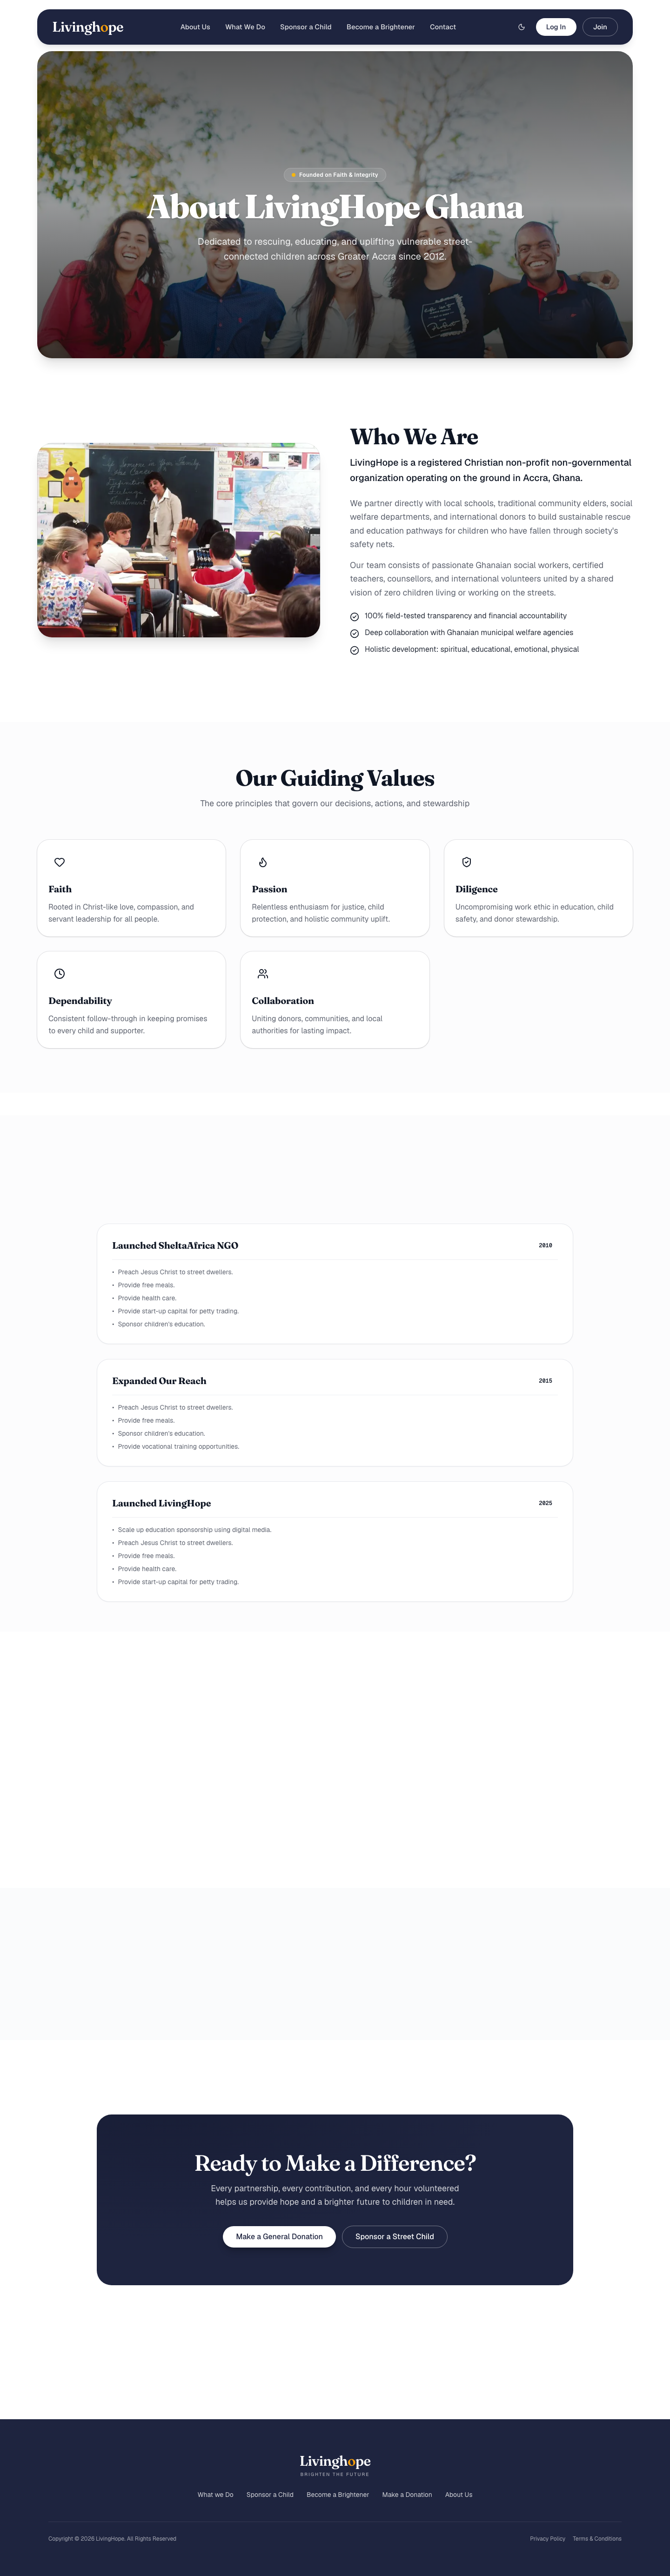 Livinghope
About Us
What We Do
Sponsor a Child
Become a Brightener
Contact
Log In
Join
Founded on Faith & Integrity
About LivingHope Ghana
Dedicated to rescuing, educating, and uplifting vulnerable street-
connected children across Greater Accra since 2012.
Who We Are
LivingHope is a registered Christian non-profit non-governmental
organization operating on the ground in Accra, Ghana.
We partner directly with local schools, traditional community elders, social
welfare departments, and international donors to build sustainable rescue
and education pathways for children who have fallen through society's
safety nets.
Our team consists of passionate Ghanaian social workers, certified
teachers, counsellors, and international volunteers united by a shared
vision of zero children living or working on the streets.
100% field-tested transparency and financial accountability
Deep collaboration with Ghanaian municipal welfare agencies
Holistic development: spiritual, educational, emotional, physical
Our Guiding Values
The core principles that govern our decisions, actions, and stewardship
Faith
Rooted in Christ-like love, compassion, and
servant leadership for all people.
Passion
Relentless enthusiasm for justice, child
protection, and holistic community uplift.
Diligence
Uncompromising work ethic in education, child
safety, and donor stewardship.
Dependability
Consistent follow-through in keeping promises
to every child and supporter.
Collaboration
Uniting donors, communities, and local
authorities for lasting impact.
Launched SheltaAfrica NGO
2010
• Preach Jesus Christ to street dwellers.
• Provide free meals.
• Provide health care.
• Provide start-up capital for petty trading.
• Sponsor children's education.
Expanded Our Reach
2015
• Preach Jesus Christ to street dwellers.
• Provide free meals.
• Sponsor children's education.
• Provide vocational training opportunities.
Launched LivingHope
2025
• Scale up education sponsorship using digital media.
• Preach Jesus Christ to street dwellers.
• Provide free meals.
• Provide health care.
• Provide start-up capital for petty trading.
Ready to Make a Difference?
Every partnership, every contribution, and every hour volunteered
helps us provide hope and a brighter future to children in need.
Make a General Donation
Sponsor a Street Child
Livinghope
BRIGHTEN THE FUTURE
What we Do
Sponsor a Child
Become a Brightener
Make a Donation
About Us
Copyright © 2026 LivingHope. All Rights Reserved
Privacy Policy
Terms & Conditions